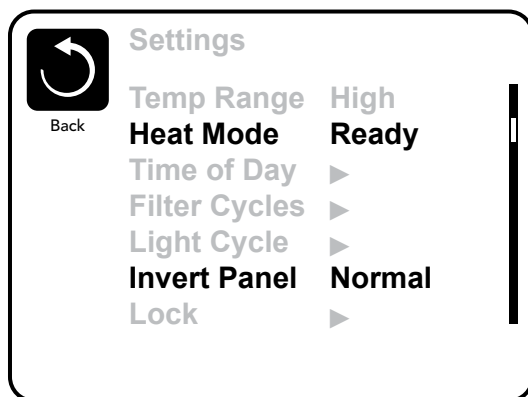 Settings
Back
Temp Range High
Heat Mode Ready
Time of Day ▶
Filter Cycles ▶
Light Cycle ▶
Invert Panel Normal
Lock ▶